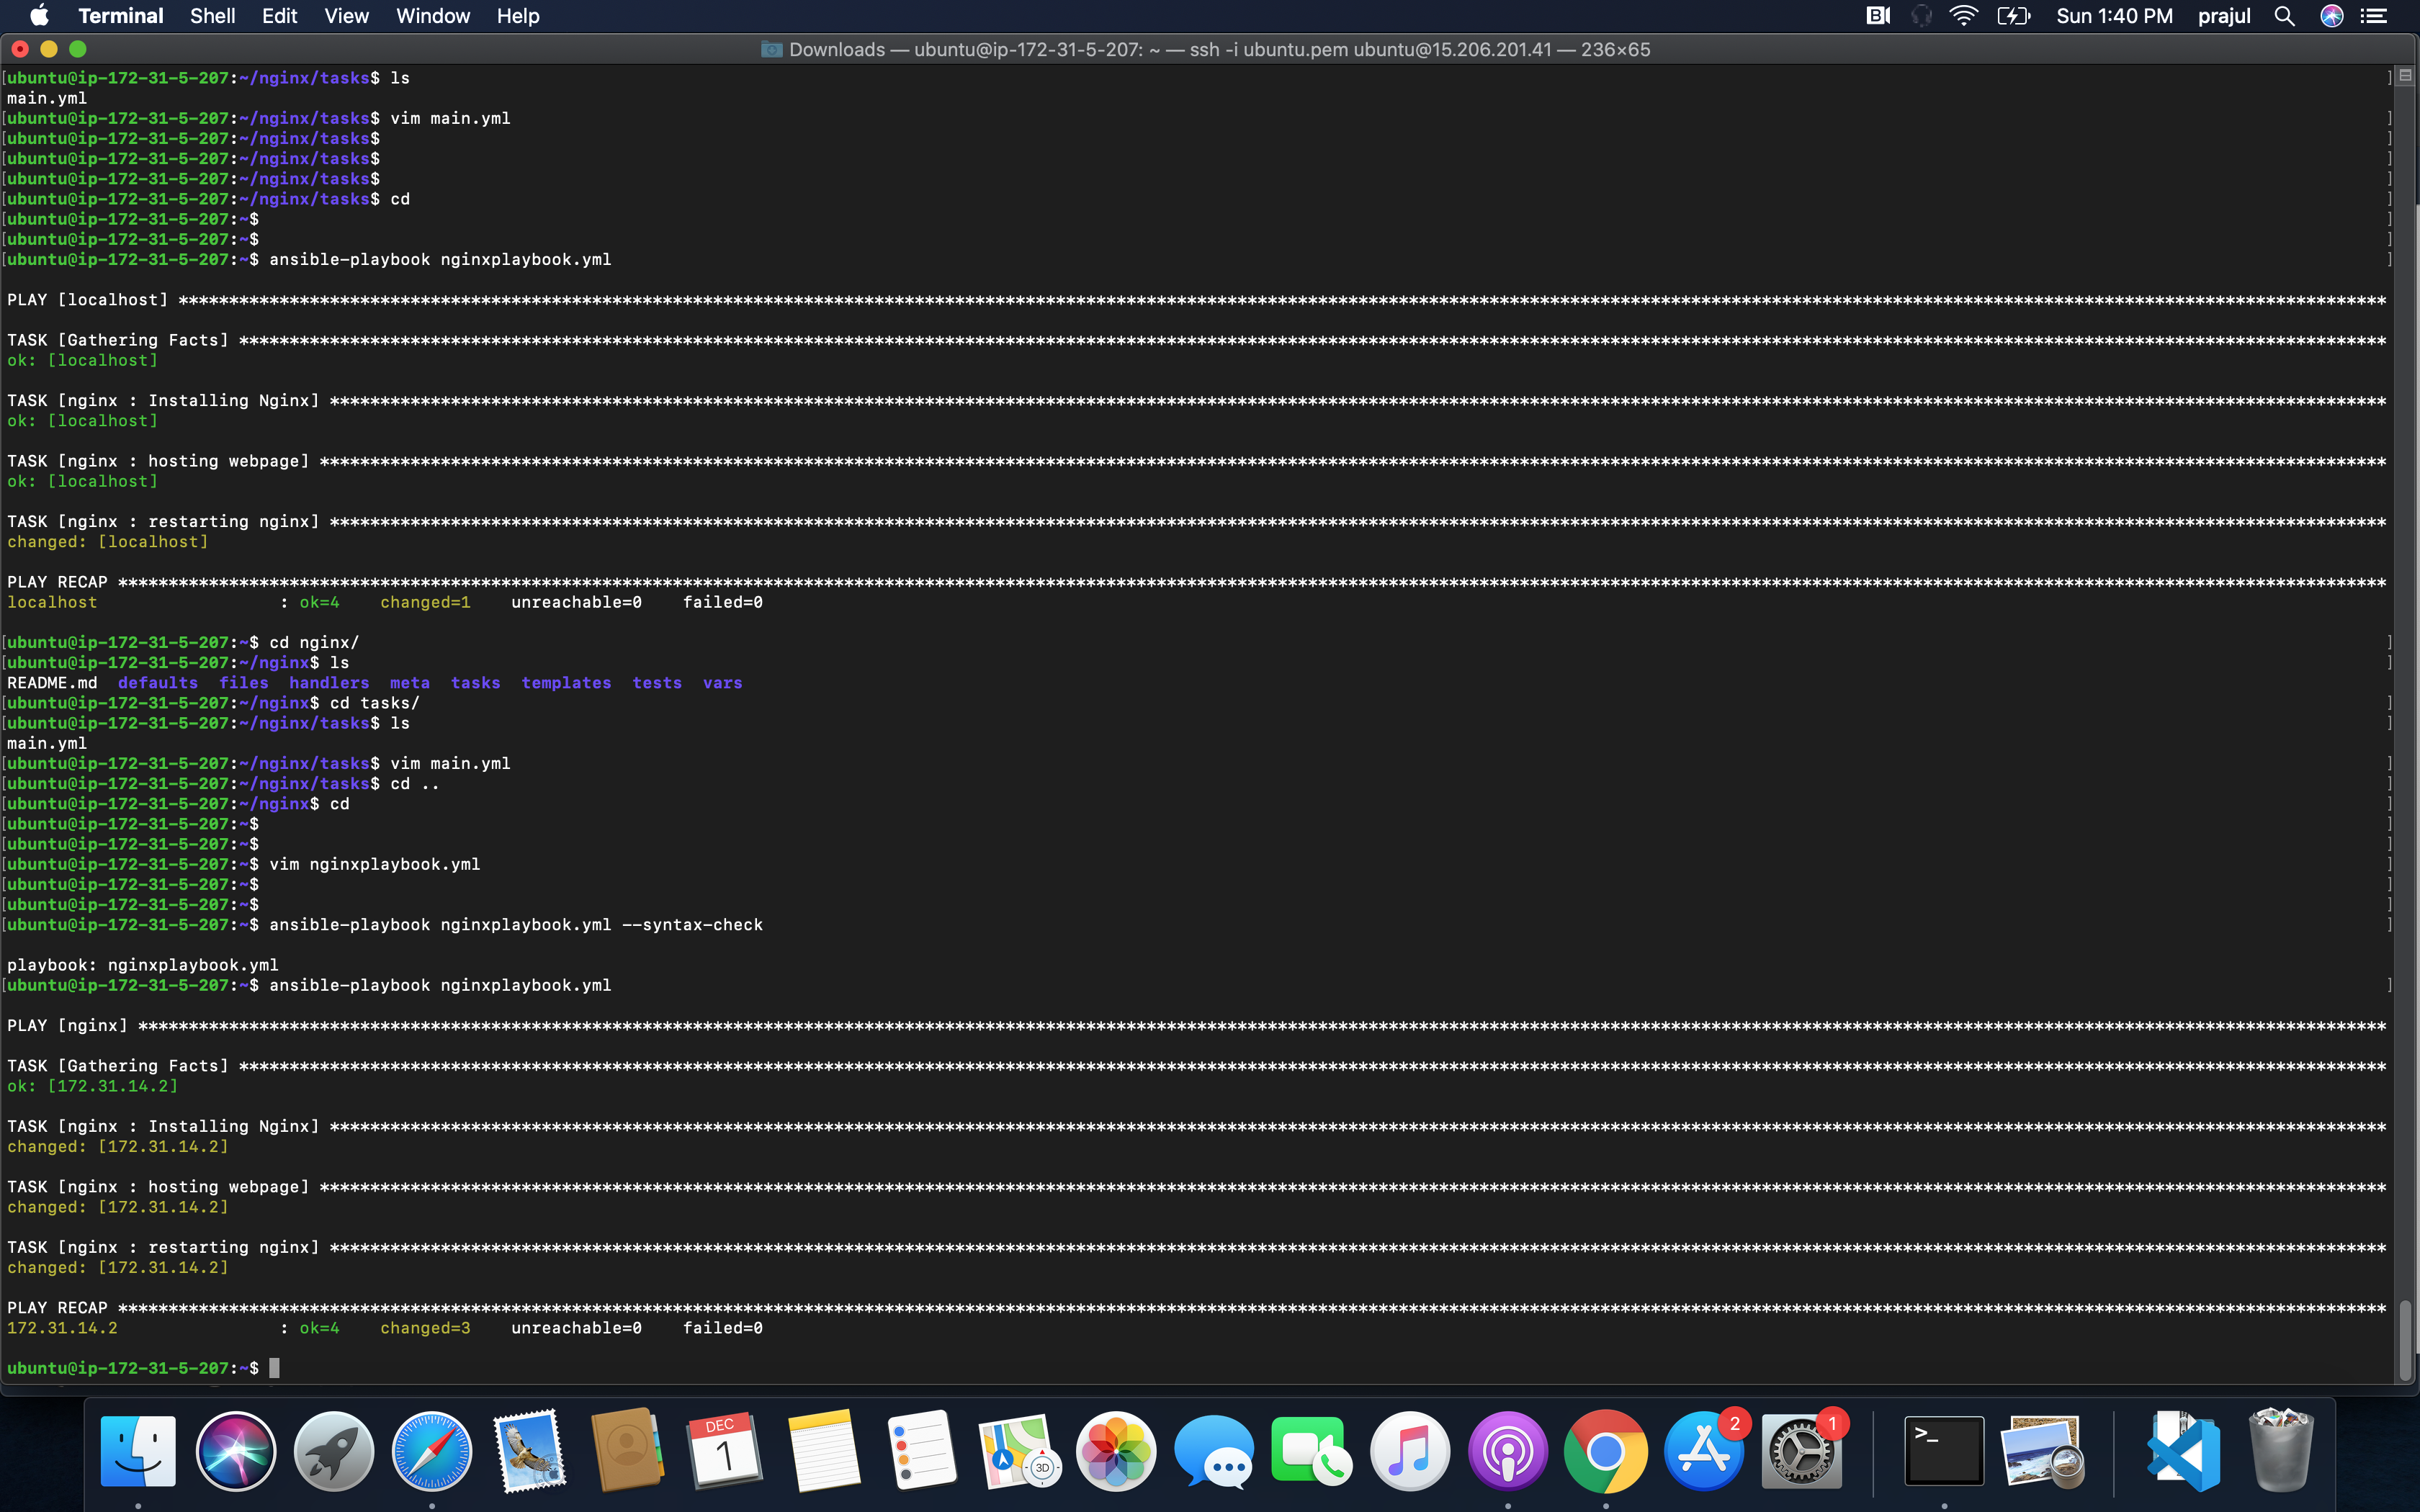 Terminal Shell Edit View Window Help Sun 1:40 PM prajul
Downloads — ubuntu@ip-172-31-5-207: ~ — ssh -i ubuntu.pem ubuntu@15.206.201.41 — 236×65
[ubuntu@ip-172-31-5-207:~/nginx/tasks$ ls ]
main.yml
[ubuntu@ip-172-31-5-207:~/nginx/tasks$ vim main.yml ]
[ubuntu@ip-172-31-5-207:~/nginx/tasks$ ]
[ubuntu@ip-172-31-5-207:~/nginx/tasks$ ]
[ubuntu@ip-172-31-5-207:~/nginx/tasks$ ]
[ubuntu@ip-172-31-5-207:~/nginx/tasks$ cd ]
[ubuntu@ip-172-31-5-207:~$ ]
[ubuntu@ip-172-31-5-207:~$ ]
[ubuntu@ip-172-31-5-207:~$ ansible-playbook nginxplaybook.yml ]
PLAY [localhost] ****************************************
TASK [Gathering Facts] ****************************************
ok: [localhost]
TASK [nginx : Installing Nginx] ****************************************
ok: [localhost]
TASK [nginx : hosting webpage] ****************************************
ok: [localhost]
TASK [nginx : restarting nginx] ****************************************
changed: [localhost]
PLAY RECAP ****************************************
localhost : ok=4 changed=1 unreachable=0 failed=0
[ubuntu@ip-172-31-5-207:~$ cd nginx/ ]
[ubuntu@ip-172-31-5-207:~/nginx$ ls ]
README.md defaults files handlers meta tasks templates tests vars
[ubuntu@ip-172-31-5-207:~/nginx$ cd tasks/ ]
[ubuntu@ip-172-31-5-207:~/nginx/tasks$ ls ]
main.yml
[ubuntu@ip-172-31-5-207:~/nginx/tasks$ vim main.yml ]
[ubuntu@ip-172-31-5-207:~/nginx/tasks$ cd .. ]
[ubuntu@ip-172-31-5-207:~/nginx$ cd ]
[ubuntu@ip-172-31-5-207:~$ ]
[ubuntu@ip-172-31-5-207:~$ ]
[ubuntu@ip-172-31-5-207:~$ vim nginxplaybook.yml ]
[ubuntu@ip-172-31-5-207:~$ ]
[ubuntu@ip-172-31-5-207:~$ ]
[ubuntu@ip-172-31-5-207:~$ ansible-playbook nginxplaybook.yml --syntax-check ]
playbook: nginxplaybook.yml
[ubuntu@ip-172-31-5-207:~$ ansible-playbook nginxplaybook.yml ]
PLAY [nginx] ****************************************
TASK [Gathering Facts] ****************************************
ok: [172.31.14.2]
TASK [nginx : Installing Nginx] ****************************************
changed: [172.31.14.2]
TASK [nginx : hosting webpage] ****************************************
changed: [172.31.14.2]
TASK [nginx : restarting nginx] ****************************************
changed: [172.31.14.2]
PLAY RECAP ****************************************
172.31.14.2 : ok=4 changed=3 unreachable=0 failed=0
ubuntu@ip-172-31-5-207:~$
DEC
1
3D
2
1
>_